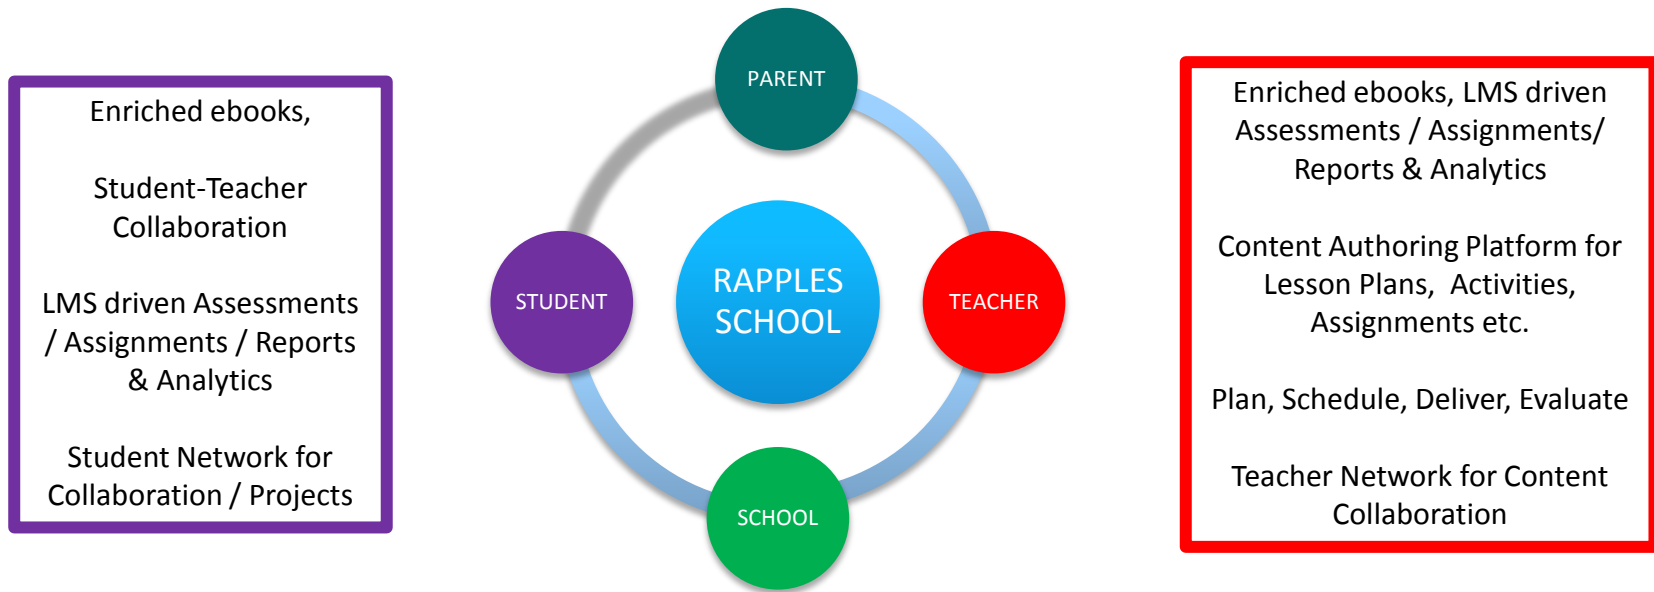 Enriched ebooks,
Student-Teacher
Collaboration
LMS driven Assessments
/ Assignments / Reports
& Analytics
Student Network for
Collaboration / Projects
PARENT
STUDENT
RAPPLES
SCHOOL
TEACHER
SCHOOL
Enriched ebooks, LMS driven
Assessments / Assignments/
Reports & Analytics
Content Authoring Platform for
Lesson Plans, Activities,
Assignments etc.
Plan, Schedule, Deliver, Evaluate
Teacher Network for Content
Collaboration